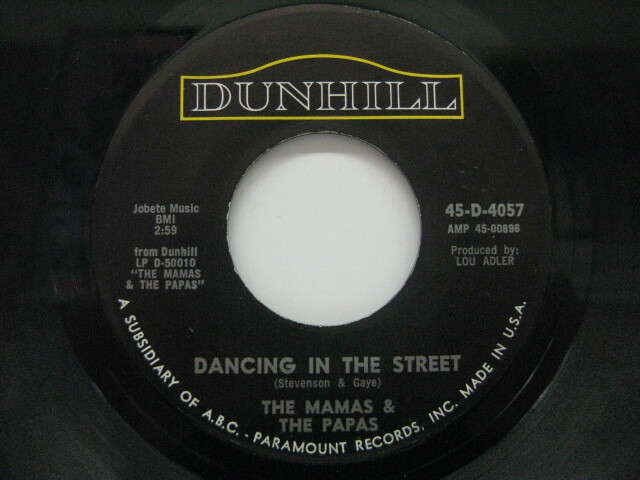 DUNHILL
Jobete Music
BMI
2:59
from Dunhill
LP D-50010
"THE MAMAS
& THE PAPAS"
45-D-4057
AMP 45-00896
Produced by:
LOU ADLER
DANCING IN THE STREET
(Stevenson & Gaye)
THE MAMAS &
THE PAPAS
A SUBSIDIARY OF A.B.C. - PARAMOUNT RECORDS, INC. MADE IN U.S.A.